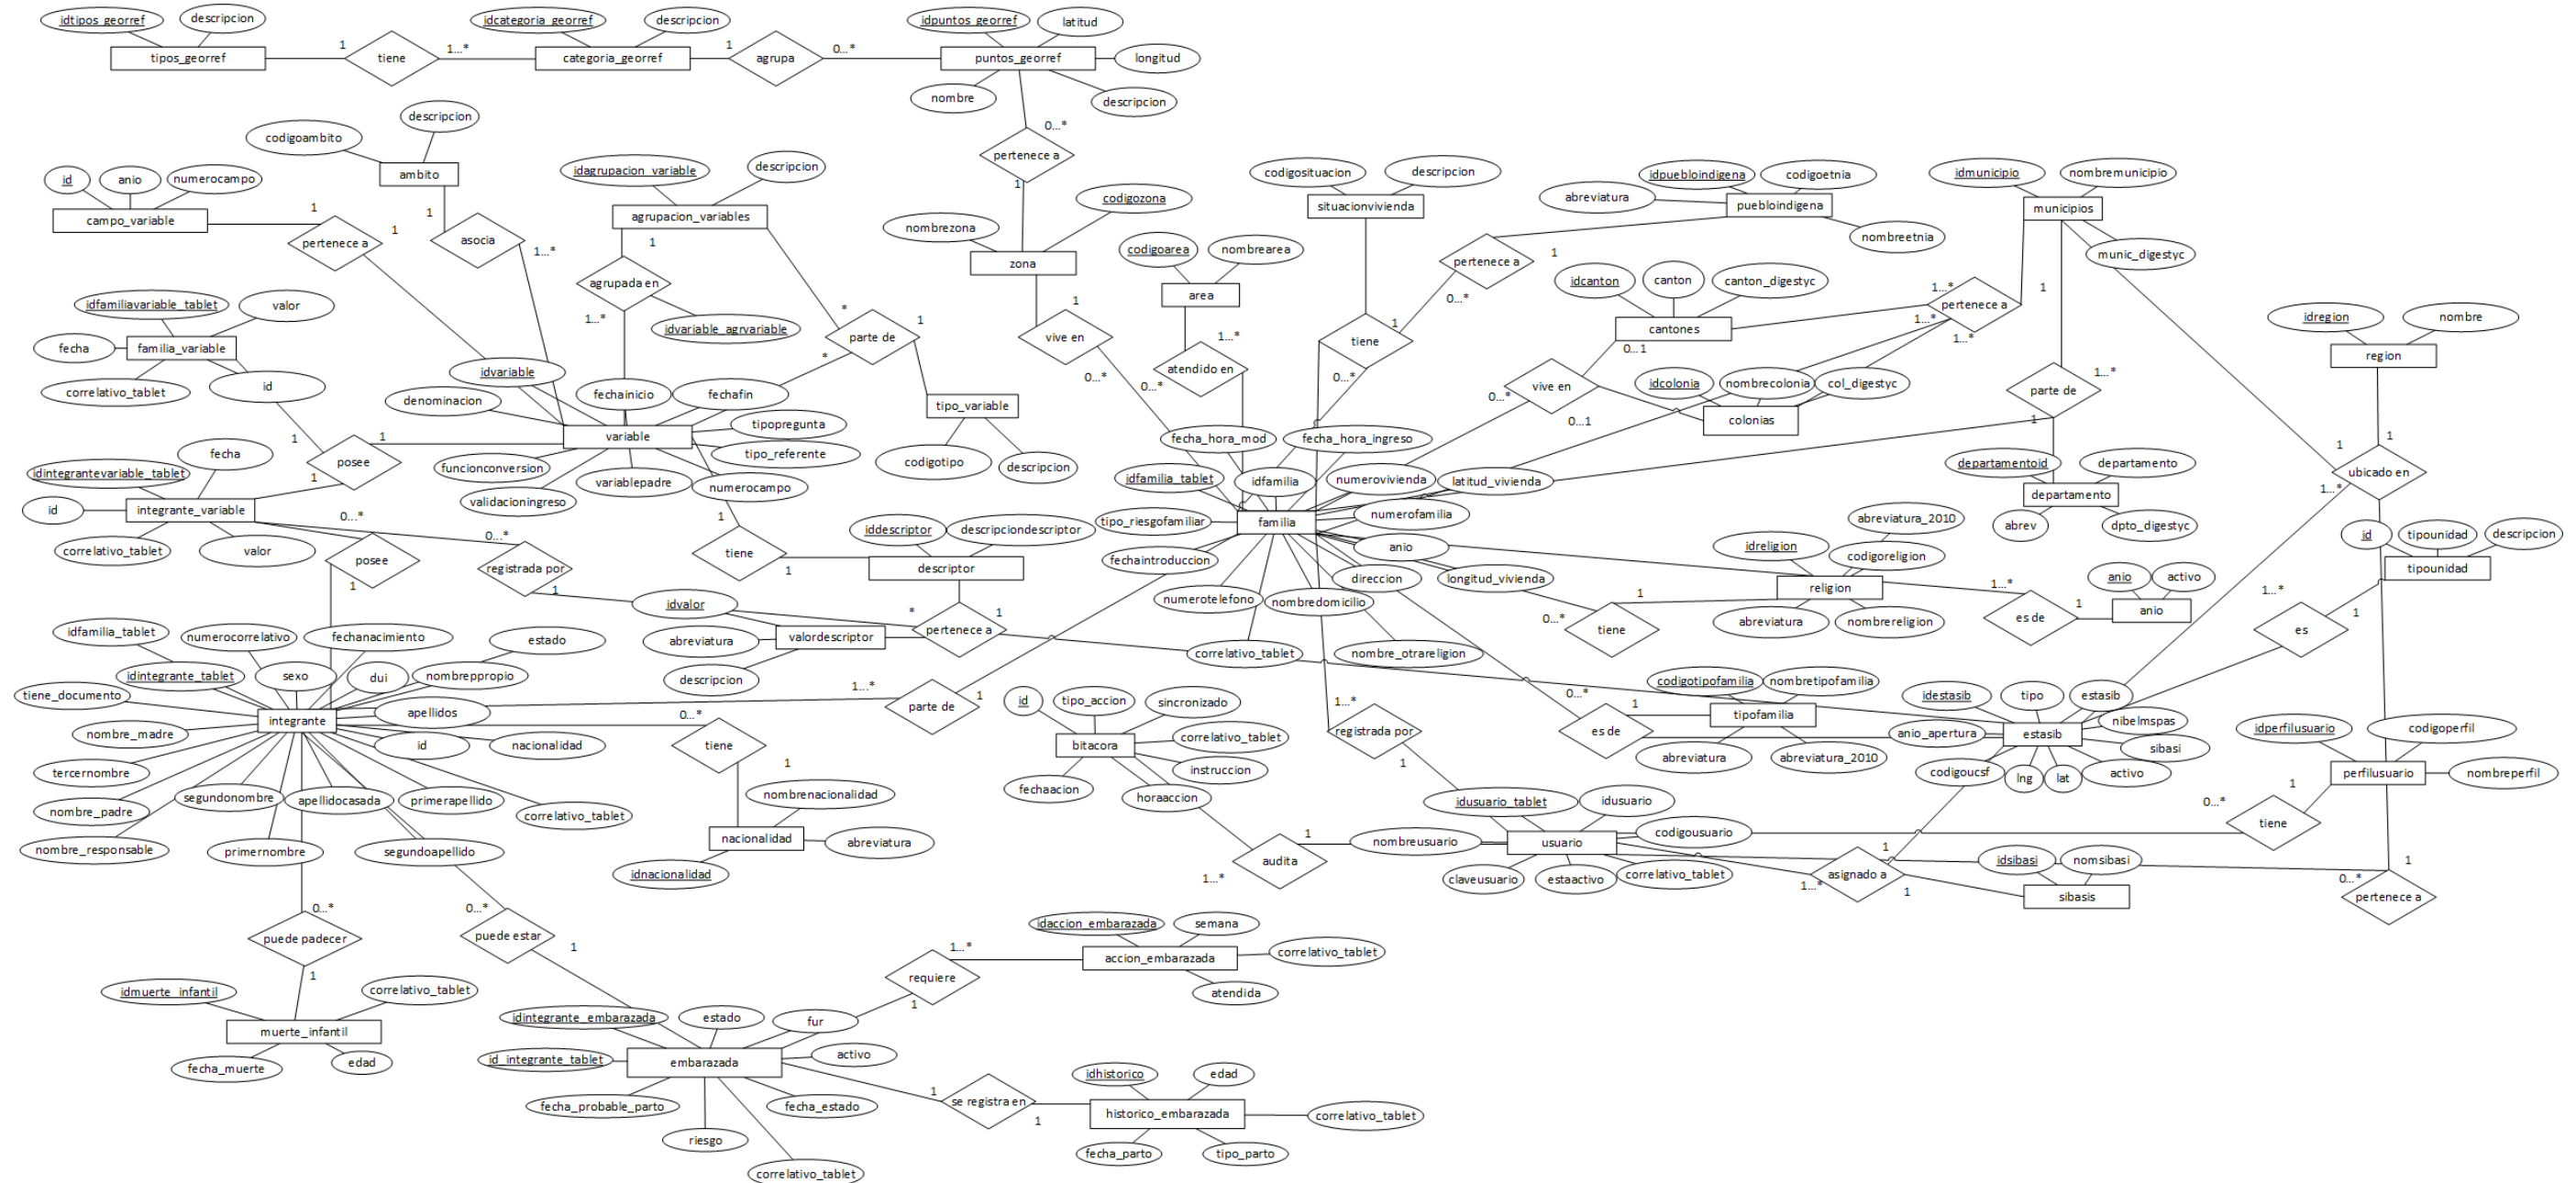 idtipos_georref
descripcion
idcategoria_georref
descripcion
idpuntos_georref
latitud
tipos_georref
1
tiene
1...*
categoria_georref
1
agrupa
0...*
puntos_georref
longitud
nombre
descripcion
descripcion
codigoambito
ambito
0...*
pertenece a
1
id
anio
numerocampo
campo_variable
1
pertenece a
1
1
asocia
1...*
idagrupacion_variable
descripcion
agrupacion_variables
1
agrupada en
1...*
idvariable_agrvariable
nombrezona
codigozona
zona
1
vive en
0...*
codigoarea
nombrearea
area
1...*
atendido en
0...*
codigosituacion
descripcion
situacionvivienda
1
tiene
0...*
idpuebloindigena
codigoetnia
abreviatura
puebloindigena
nombreetnia
pertenece a
1
0...*
idmunicipio
nombremunicipio
municipios
munic_digestyc
idcanton
canton
canton_digestyc
cantones
1...*
pertenece a
1
1...*
1...*
0...1
vive en
0...*
0...1
idcolonia
nombrecolonia
col_digestyc
colonias
parte de
1...*
1
idregion
nombre
region
1
1
ubicado en
1...*
idfamiliavariable_tablet
valor
fecha
familia_variable
correlativo_tablet
id
1
posee
1
1
*
parte de
1
*
tipo_variable
codigotipo
descripcion
idvariable
fechainicio
fechafin
denominacion
variable
tipopregunta
tipo_referente
funcionconversion
variablepadre
numerocampo
validacioningreso
idintegrantevariable_tablet
fecha
integrante_variable
id
correlativo_tablet
valor
0...*
posee
1
0...*
registrada por
1
1
tiene
1
iddescriptor
descripciondescriptor
descriptor
idvalor
abreviatura
valordescriptor
descripcion
*
pertenece a
1
fecha_hora_mod
fecha_hora_ingreso
idfamilia_tablet
idfamilia
numerovivienda
latitud_vivienda
tipo_riesgofamiliar
familia
numerofamilia
fechaintroduccion
anio
direccion
longitud_vivienda
numerotelefono
nombredomicilio
correlativo_tablet
nombre_otrareligion
departamentoid
departamento
departamento
abrev
dpto_digestyc
abreviatura_2010
idreligion
codigoreligion
religion
abreviatura
nombrereligion
1
tiene
0...*
1...*
es de
1
anio
activo
anio
id
tipounidad
descripcion
tipounidad
1...*
es
1
idfamilia_tablet
numerocorrelativo
fechanacimiento
estado
idintegrante_tablet
sexo
dui
nombreppropio
tiene_documento
integrante
apellidos
nombre_madre
id
nacionalidad
tercernombre
segundonombre
apellidocasada
primerapellido
nombre_padre
correlativo_tablet
nombre_responsable
primernombre
segundoapellido
1...*
parte de
1
0...*
tiene
1
nombrenacionalidad
nacionalidad
abreviatura
idnacionalidad
id
tipo_accion
sincronizado
bitacora
correlativo_tablet
instruccion
fechaacion
horaaccion
1
audita
1...*
1...*
registrada por
1
codigotipofamilia
nombretipofamilia
tipofamilia
abreviatura
abreviatura_2010
0...*
1
es de
idestasib
tipo
estasib
nibelmspas
anio_apertura
estasib
sibasi
codigoucsf
lng
lat
activo
idperfilusuario
codigoperfil
perfilusuario
nombreperfil
idusuario_tablet
idusuario
nombreusuario
usuario
codigousuario
claveusuario
estaactivo
correlativo_tablet
0...*
tiene
1
1
asignado a
1...*
1
idsibasi
nomsibasi
sibasis
1
0...*
pertenece a
0...*
puede padecer
1
idmuerte_infantil
correlativo_tablet
muerte_infantil
fecha_muerte
edad
0...*
puede estar
1
idintegrante_embarazada
estado
fur
id_integrante_tablet
embarazada
activo
fecha_probable_parto
fecha_estado
riesgo
correlativo_tablet
1...*
requiere
1
idaccion_embarazada
semana
accion_embarazada
correlativo_tablet
atendida
1
se registra en
1
idhistorico
edad
historico_embarazada
correlativo_tablet
fecha_parto
tipo_parto